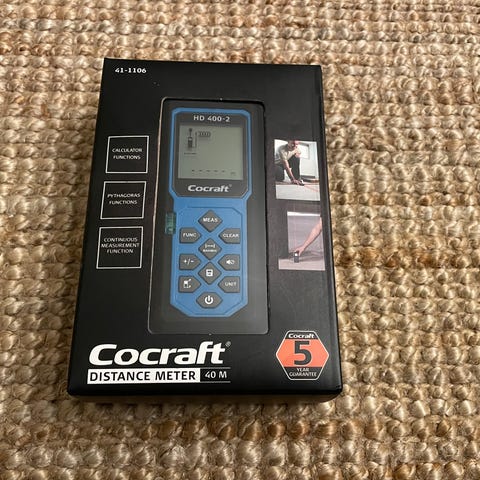 41-1106
HD 400-2
Cocraft®
MEAS
FUNC
CLEAR
+/−
UNIT
CALCULATOR
FUNCTIONS
PYTHAGORAS
FUNCTIONS
CONTINUOUS
MEASUREMENT
FUNCTION
Cocraft®
DISTANCE METER 40 M
Cocraft
5
YEAR
GUARANTEE